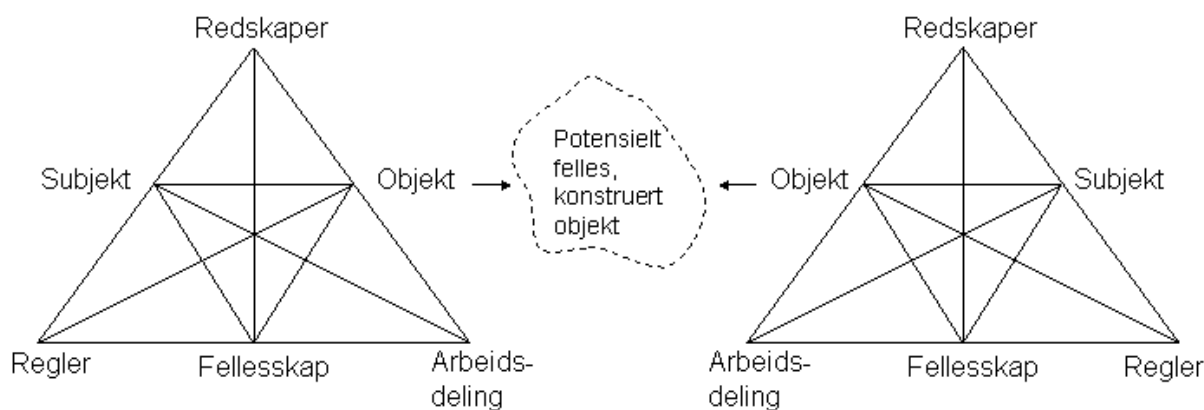 Redskaper
Redskaper
Potensielt
felles,
konstruert
objekt
Subjekt
Objekt
Objekt
Subjekt
Regler
Fellesskap
Arbeids-
deling
Arbeids-
deling
Fellesskap
Regler